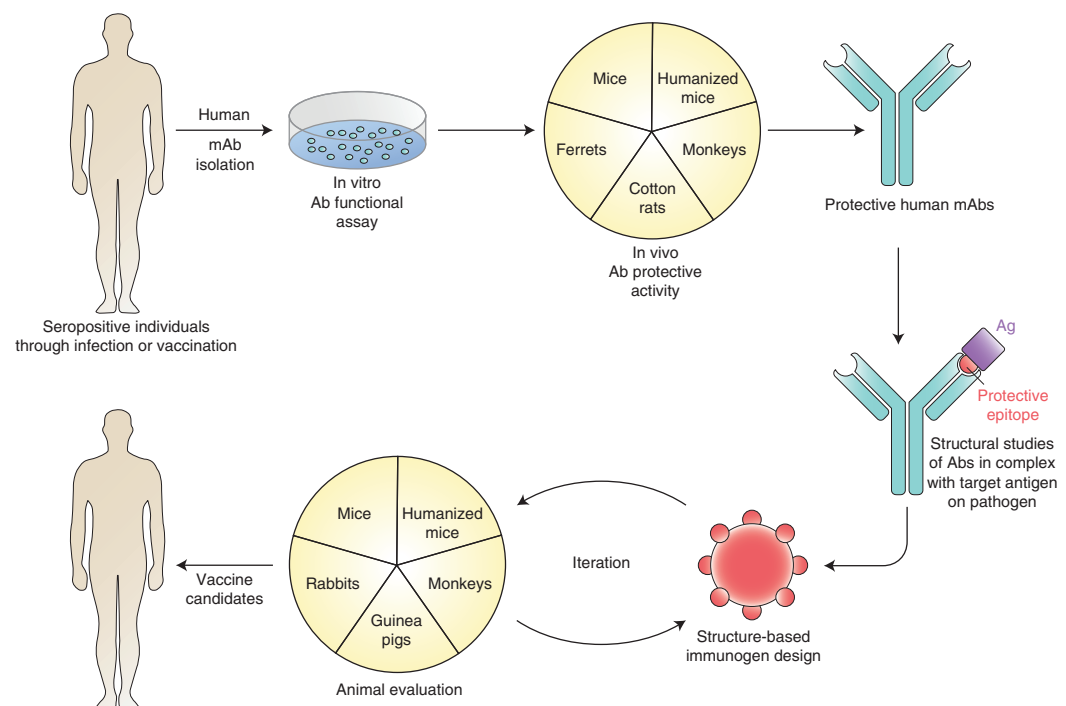 Human
mAb
isolation
In vitro
Ab functional
assay
Mice
Humanized
mice
Ferrets
Monkeys
Cotton
rats
In vivo
Ab protective
activity
Protective human mAbs
Seropositive individuals
through infection or vaccination
Ag
Protective
epitope
Structural studies
of Abs in complex
with target antigen
on pathogen
Structure-based
immunogen design
Iteration
Mice
Humanized
mice
Rabbits
Monkeys
Guinea
pigs
Animal evaluation
Vaccine
candidates